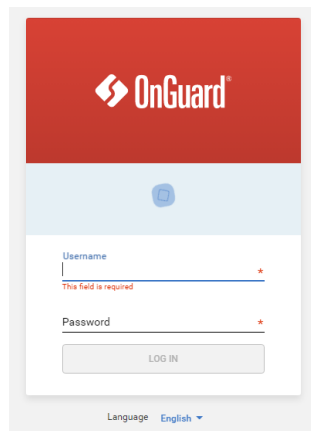 OnGuard®
Username
*
This field is required
Password *
LOG IN
Language English